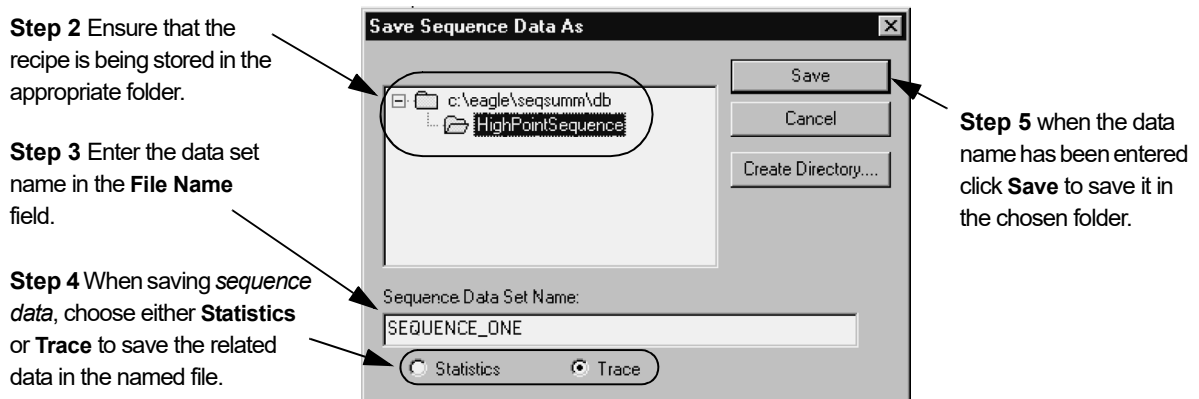 Step 2 Ensure that the
recipe is being stored in the
appropriate folder.
Step 3 Enter the data set
name in the File Name
field.
Step 4 When saving sequence
data, choose either Statistics
or Trace to save the related
data in the named file.
Save Sequence Data As
c:\eagle\seqsumm\db
HighPointSequence
Save
Cancel
Create Directory....
Sequence Data Set Name:
SEQUENCE_ONE
Statistics
Trace
Step 5 when the data
name has been entered
click Save to save it in
the chosen folder.